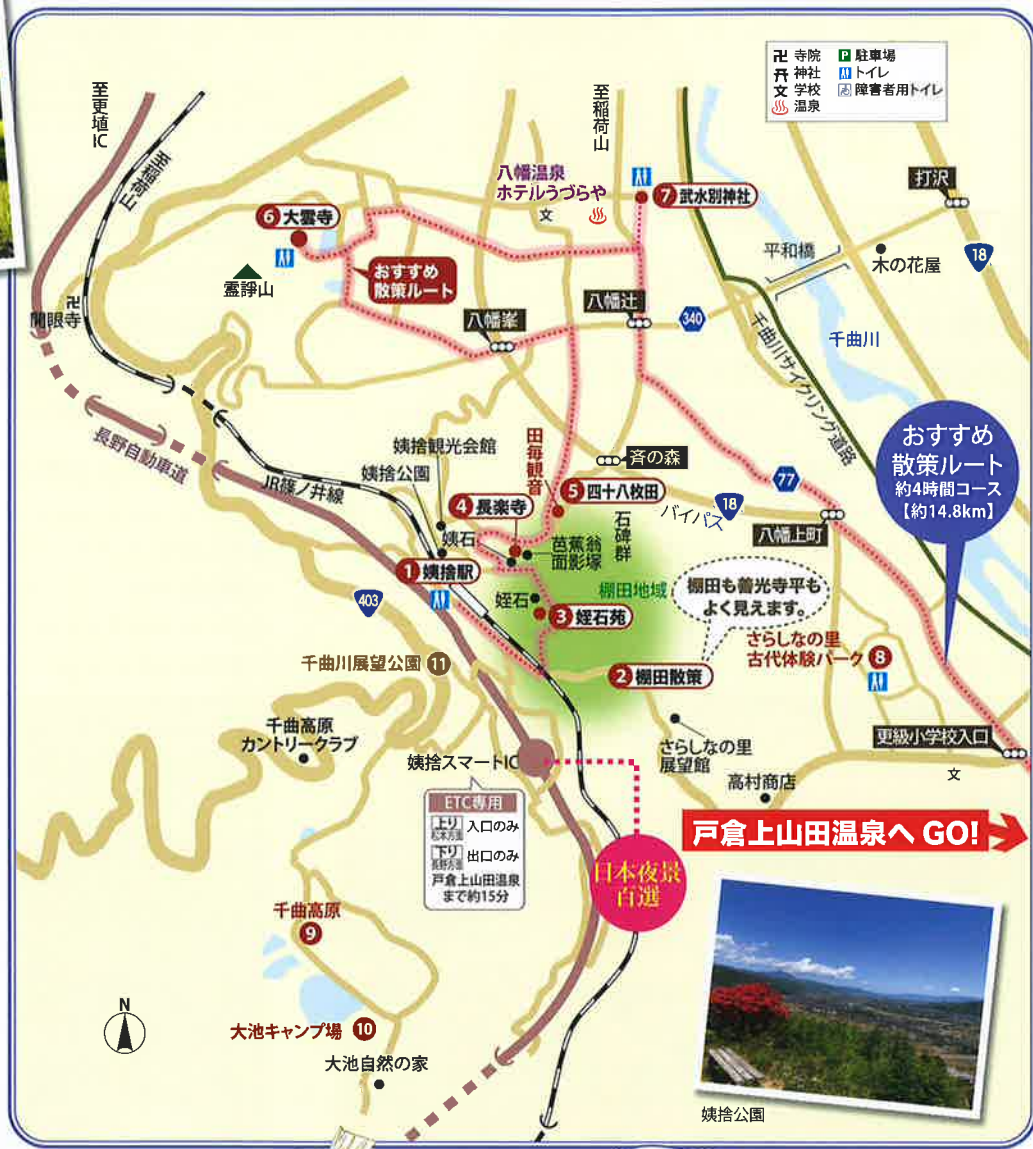 卍 寺院
神社
文 学校
温泉
P 駐車場
トイレ
障害者用トイレ
至更埴IC
至稲荷山
至稲荷山
八幡温泉
ホテルうづらや
文
7 武水別神社
打沢
18
平和橋
木の花屋
6 大雲寺
霊諍山
おすすめ
散策ルート
卍
開眼寺
八幡峯
八幡辻
340
千曲川
千曲川サイクリング道路
長野自動車道
JR篠ノ井線
姨捨観光会館
姨捨公園
田毎観音
斉の森
おすすめ
散策ルート
約4時間コース
【約14.8km】
77
4 長楽寺
5 四十八枚田
バイパス
18
八幡上町
姨石
芭蕉翁
面影塚
石碑群
1 姨捨駅
403
姪石
棚田地域
3 姪石苑
棚田も善光寺平も
よく見えます。
千曲川展望公園 11
2 棚田散策
さらしなの里
古代体験パーク 8
千曲高原
カントリークラブ
姨捨スマートIC
さらしなの里
展望館
更級小学校入口
文
高村商店
ETC専用
上り 松本方面 入口のみ
下り 長野方面 出口のみ
戸倉上山田温泉
まで約15分
戸倉上山田温泉へ GO!
日本夜景
百選
千曲高原
9
N
大池キャンプ場 10
大池自然の家
姨捨公園